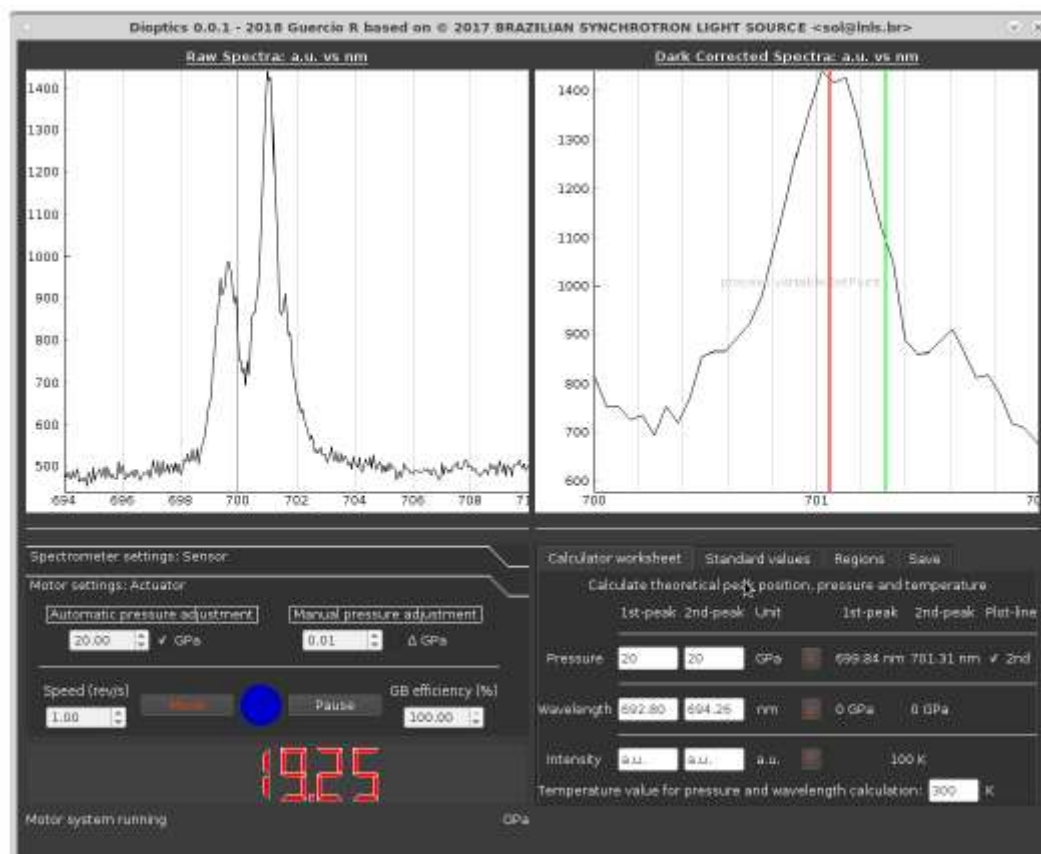 Dioptics 0.0.1 - 2018 Guercio R based on © 2017 BRAZILIAN SYNCHROTRON LIGHT SOURCE <sol@lnls.br>
Raw Spectra: a.u. vs nm
1400
1300
1200
1100
1000
900
800
700
600
500
694 696 698 700 702 704 706 708 71
Dark Corrected Spectra: a.u. vs nm
1400
1300
1200
1100
1000
900
800
700
600
700 701 70
Spectrometer settings: Sensor
Motor settings: Actuator
Automatic pressure adjustment Manual pressure adjustment
20.00 ✓ GPa 0.01 Δ GPa
Speed (rev/s) GB efficiency (%)
1.00 Pause 100.00
19.25
Motor system running GPa
Calculator worksheet Standard values Regions Save
Calculate theoretical peak position, pressure and temperature
1st-peak 2nd-peak Unit 1st-peak 2nd-peak Plot-line
Pressure 20 20 GPa 699.84 nm 701.31 nm ✓ 2nd
Wavelength 692.80 694.26 nm 0 GPa 0 GPa
Intensity a.u. a.u. a.u. 100 K
Temperature value for pressure and wavelength calculation: 300 K